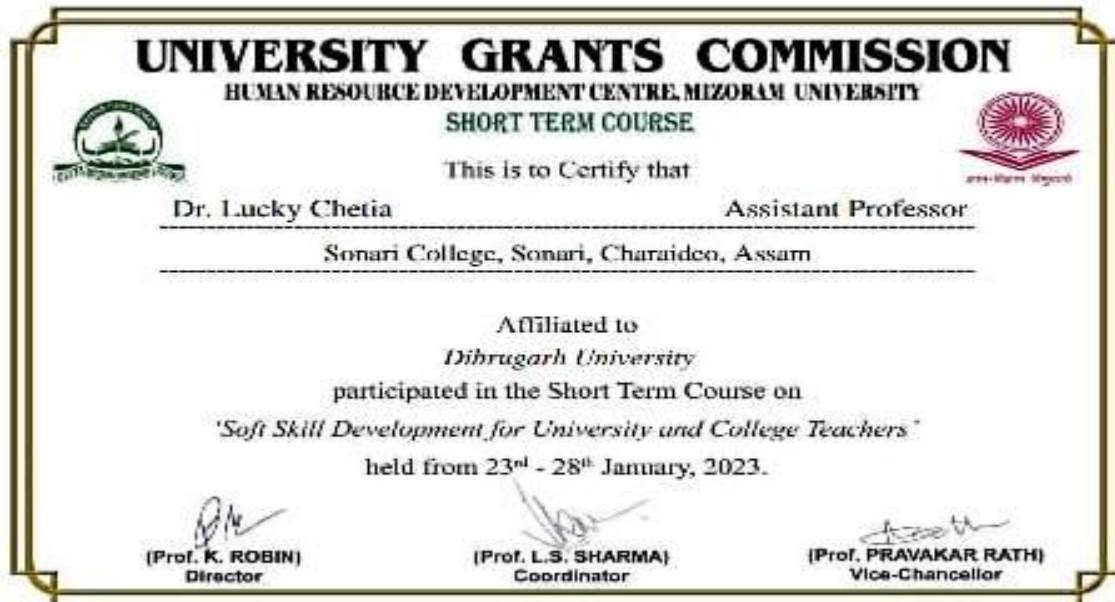 UNIVERSITY GRANTS COMMISSION
HUMAN RESOURCE DEVELOPMENT CENTRE, MIZORAM UNIVERSITY
SHORT TERM COURSE
This is to Certify that
Dr. Lucky Chetia Assistant Professor
Sonari College, Sonari, Charaideo, Assam
Affiliated to
Dibrugarh University
participated in the Short Term Course on
'Soft Skill Development for University and College Teachers'
held from 23rd - 28th January, 2023.
(Prof. K. ROBIN) (Prof. L.S. SHARMA) (Prof. PRAVAKAR RATH)
Director Coordinator Vice-Chancellor